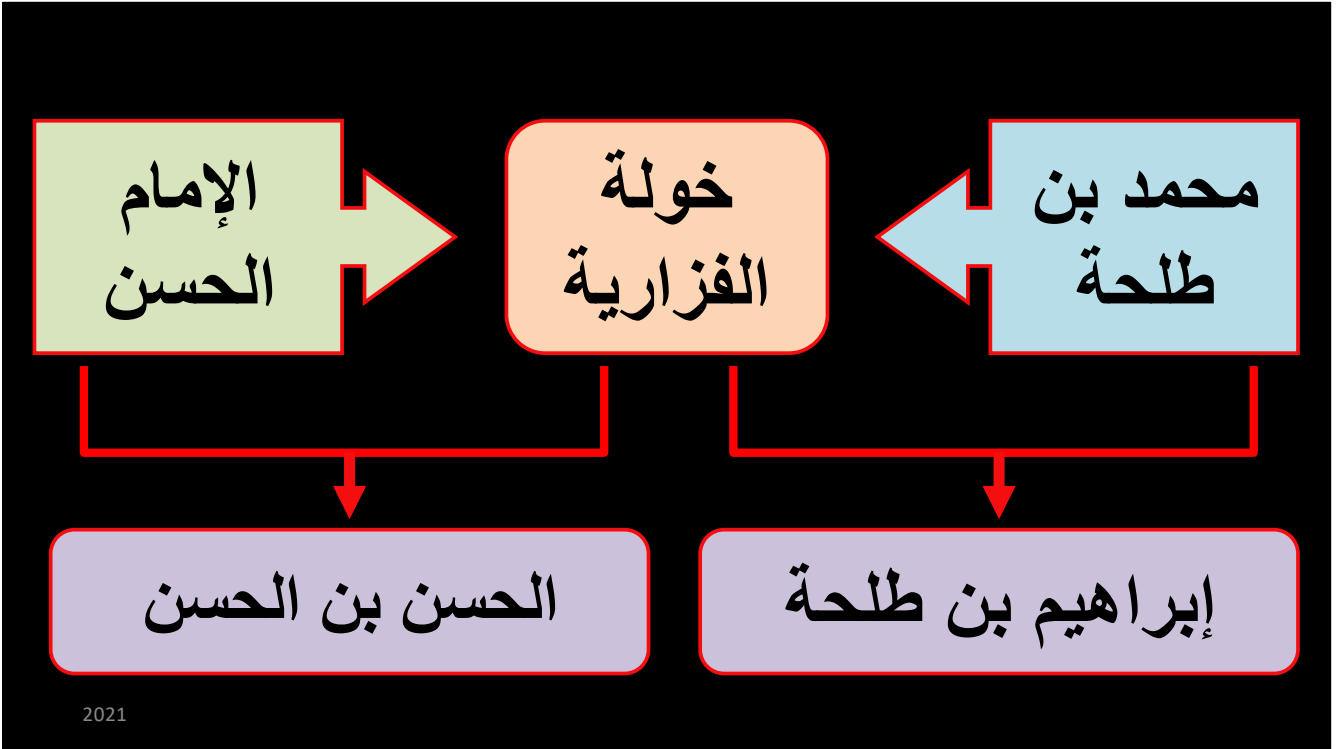 محمد بن
طلحة
خولة
الفزارية
الإمام
الحسن
إبراهيم بن طلحة
الحسن بن الحسن
2021